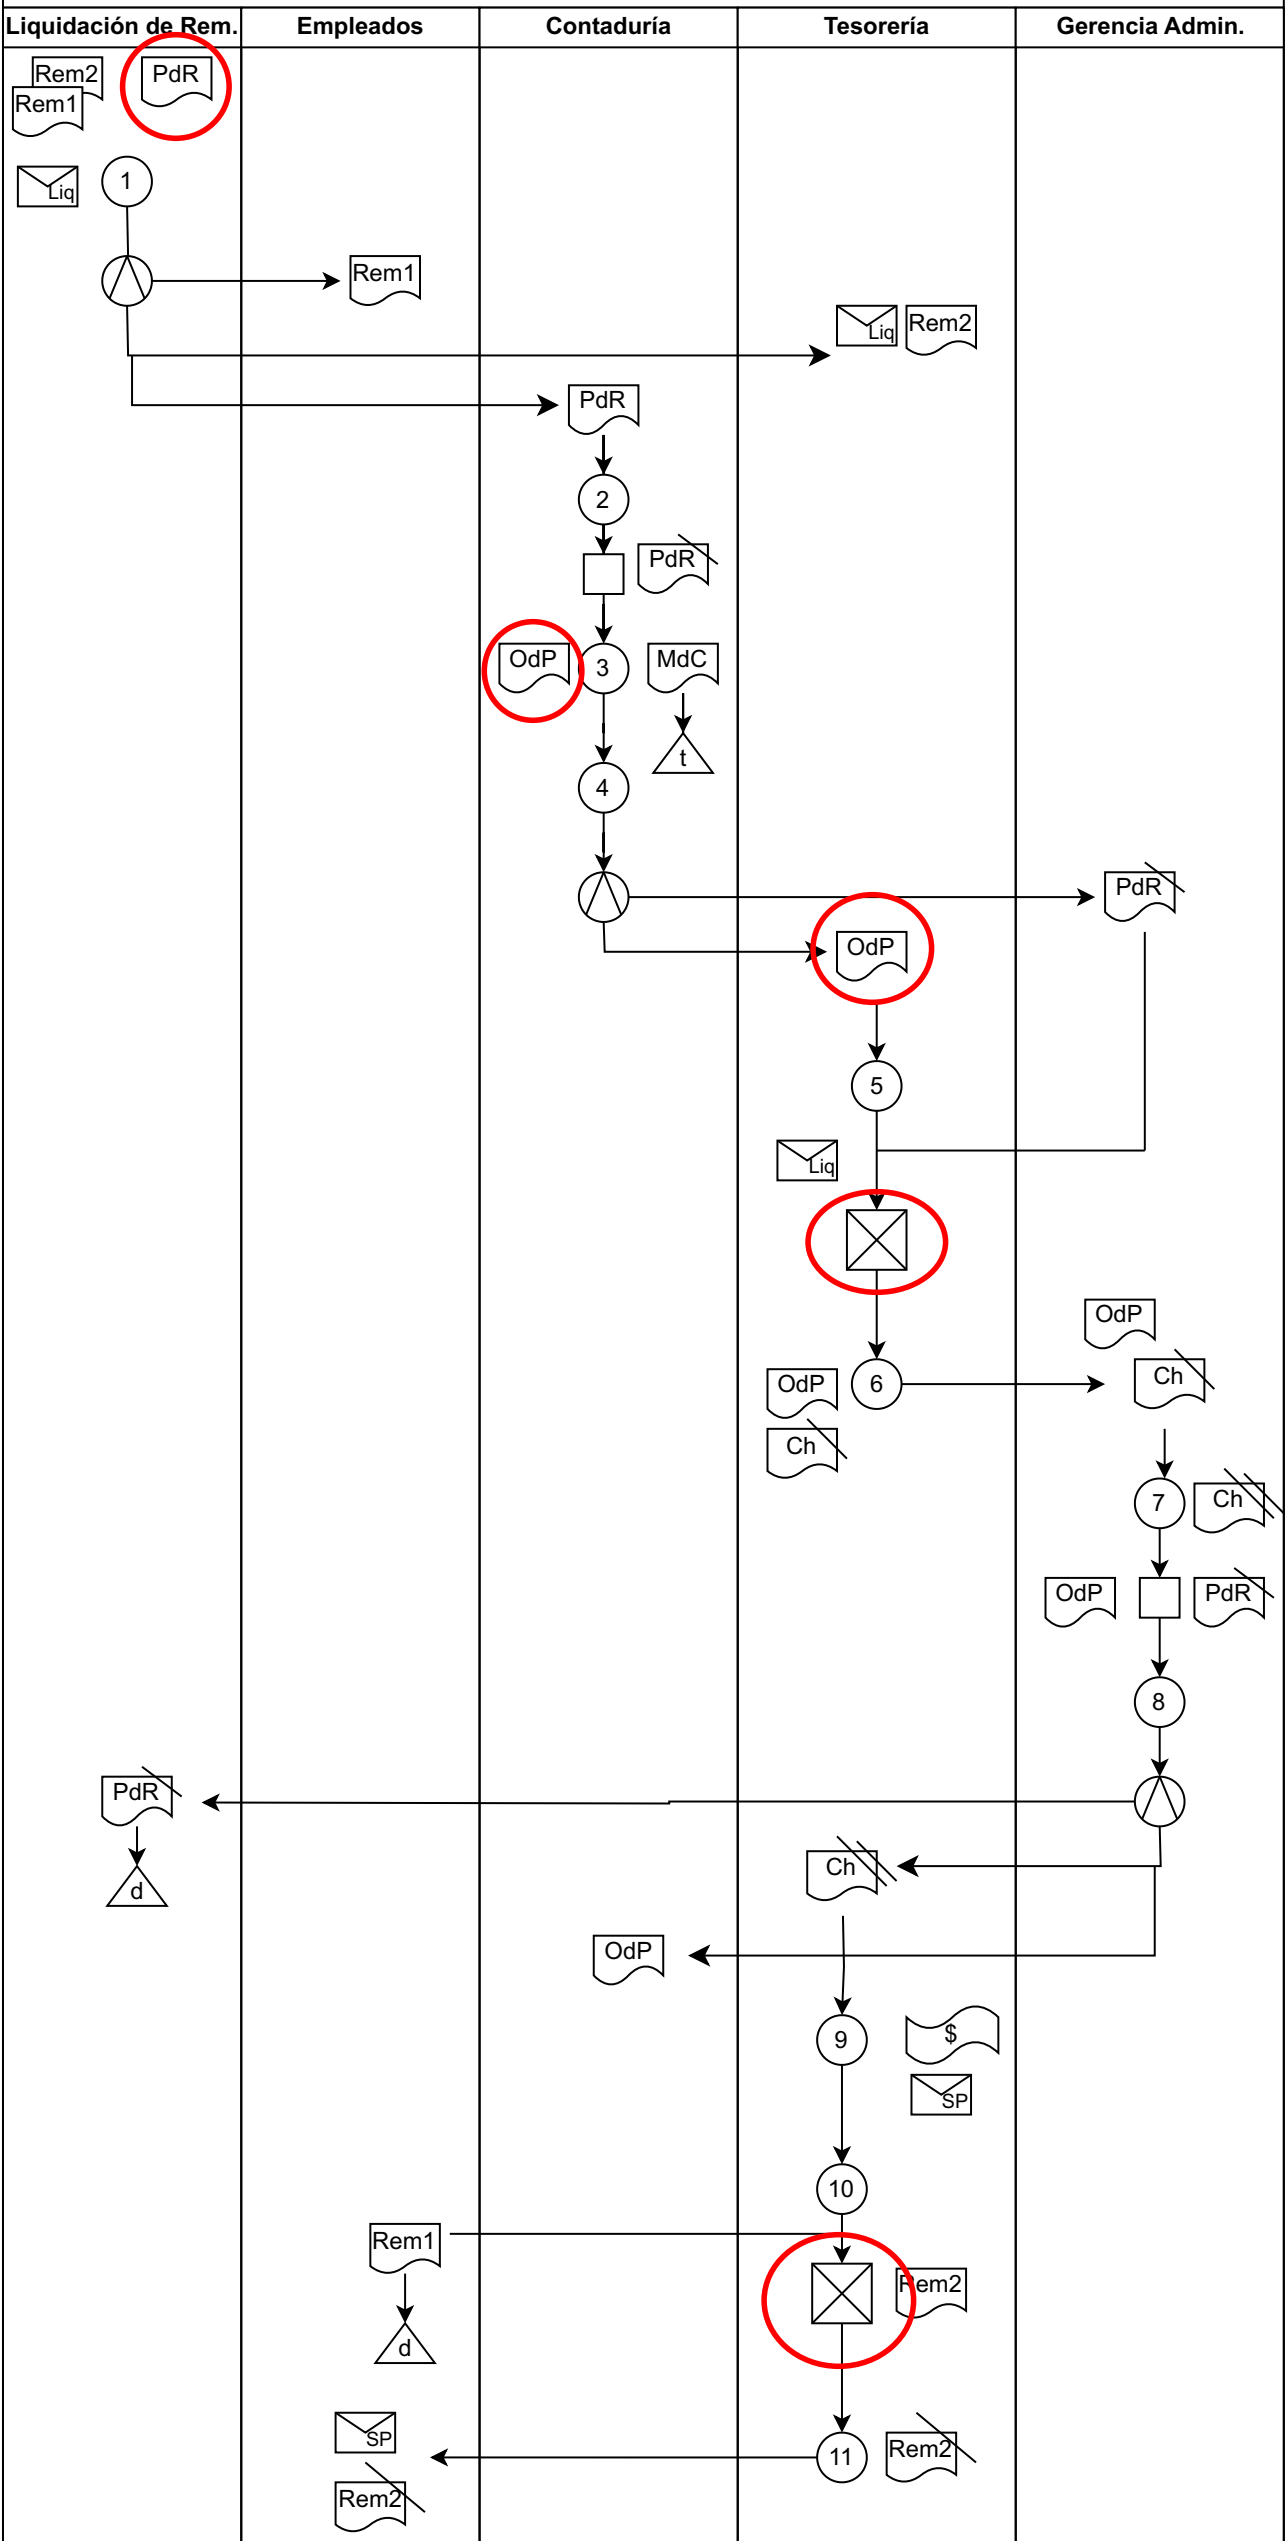 Liquidación de Rem. Empleados Contaduría Tesorería Gerencia Admin.
Rem2 PdR
Rem1
Liq 1
Rem1
Liq Rem2
PdR
2
PdR
OdP 3 MdC
t
4
PdR
OdP
5
Liq
OdP
OdP 6 Ch
Ch
7 Ch
OdP PdR
8
PdR
Ch
d
OdP
9 $
SP
10
Rem1
Rem2
d
SP
11 Rem2
Rem2